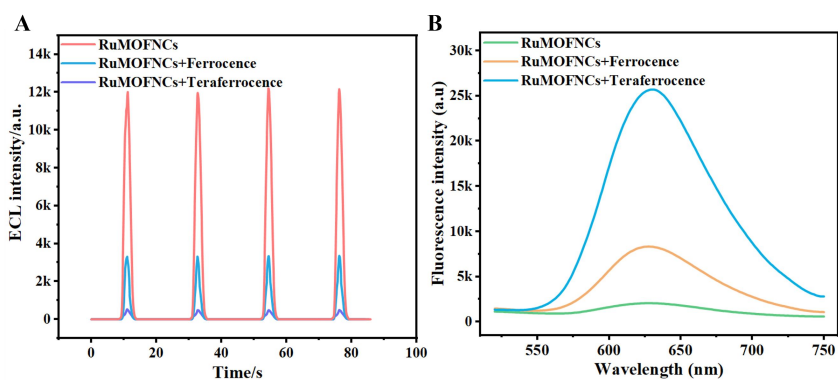 A
RuMOFNCs
RuMOFNCs+Ferrocence
RuMOFNCs+Teraferrocence
14k
12k
10k
8k
6k
4k
2k
0
ECL intensity/a.u.
0 20 40 60 80 100
Time/s
B
RuMOFNCs
RuMOFNCs+Ferrocence
RuMOFNCs+Teraferrocence
30k
25k
20k
15k
10k
5k
0
Fluorescence intensity (a.u)
550 600 650 700 750
Wavelength (nm)